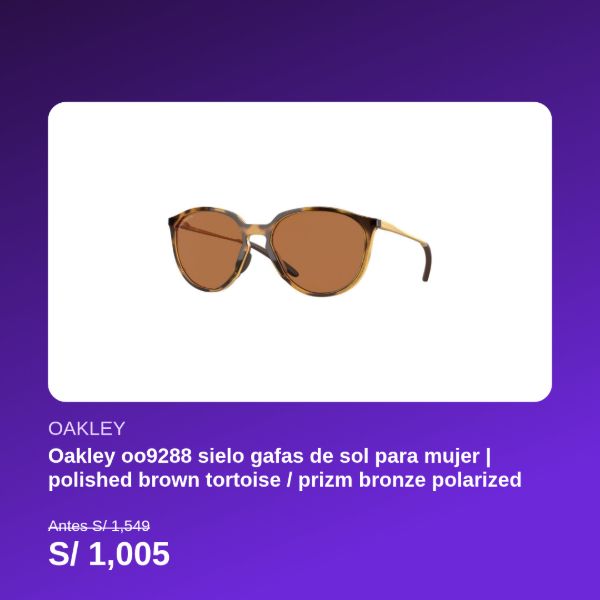 OAKLEY
Oakley oo9288 sielo gafas de sol para mujer |
polished brown tortoise / prizm bronze polarized
Antes S/ 1,549
S/ 1,005